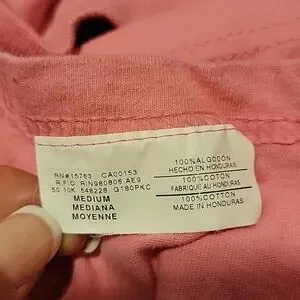 RN#15763 CA00153
R.F.C. RIN980806 AE9
50 10K 548228 G180PKC
MEDIUM
MEDIANA
MOYENNE
100%ALGODON
HECHO EN HONDURAS
100%COTON
FABRIQUÉ AU HONDURAS
100%COTTON
MADE IN HONDURAS